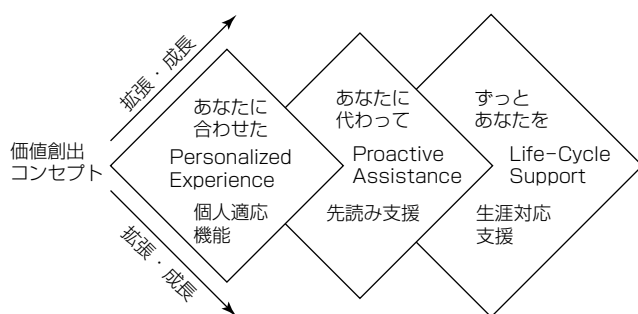 拡張・成長
価値創出
コンセプト
あなたに
合わせた
Personalized
Experience
個人適応
機能
あなたに
代わって
Proactive
Assistance
先読み支援
ずっと
あなたを
Life-Cycle
Support
生涯対応
支援
拡張・成長